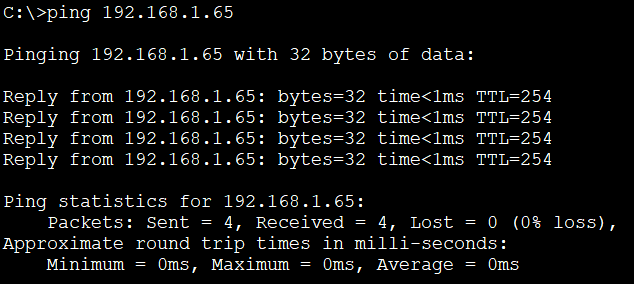 C:\>ping 192.168.1.65
Pinging 192.168.1.65 with 32 bytes of data:
Reply from 192.168.1.65: bytes=32 time<1ms TTL=254
Reply from 192.168.1.65: bytes=32 time<1ms TTL=254
Reply from 192.168.1.65: bytes=32 time<1ms TTL=254
Reply from 192.168.1.65: bytes=32 time<1ms TTL=254
Ping statistics for 192.168.1.65:
Packets: Sent = 4, Received = 4, Lost = 0 (0% loss),
Approximate round trip times in milli-seconds:
Minimum = 0ms, Maximum = 0ms, Average = 0ms